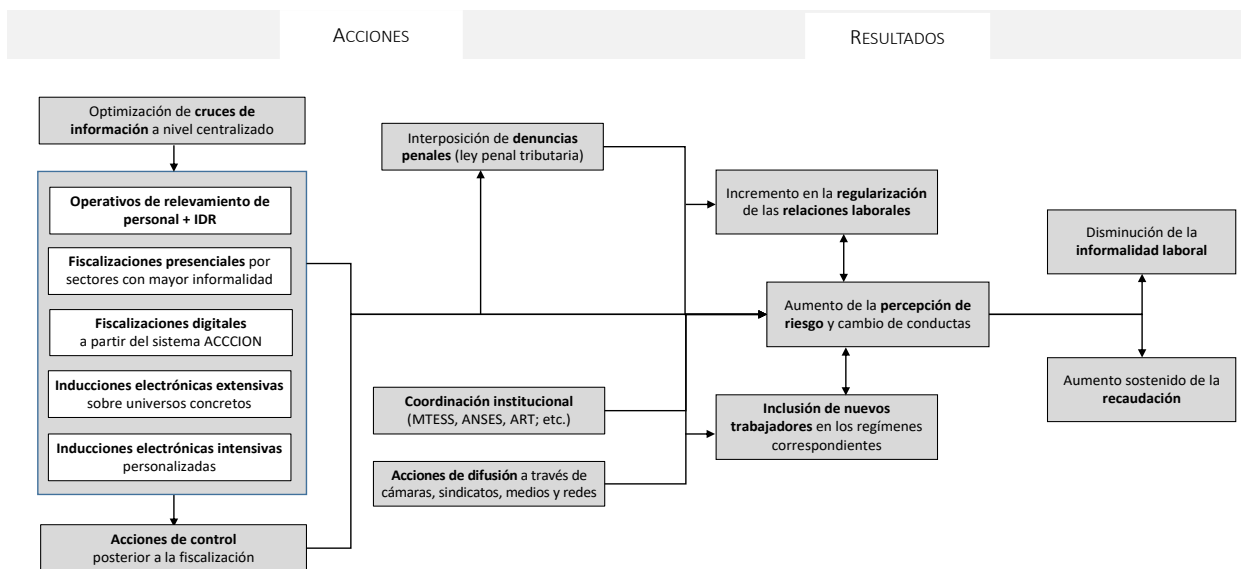 ACCIONES
RESULTADOS
Optimización de cruces de
información a nivel centralizado
Operativos de relevamiento de
personal + IDR
Fiscalizaciones presenciales por
sectores con mayor informalidad
Fiscalizaciones digitales
a partir del sistema ACCCION
Inducciones electrónicas extensivas
sobre universos concretos
Inducciones electrónicas intensivas
personalizadas
Acciones de control
posterior a la fiscalización
Interposición de denuncias
penales (ley penal tributaria)
Coordinación institucional
(MTESS, ANSES, ART; etc.)
Acciones de difusión a través de
cámaras, sindicatos, medios y redes
Incremento en la regularización
de las relaciones laborales
Aumento de la percepción de
riesgo y cambio de conductas
Inclusión de nuevos
trabajadores en los regímenes
correspondientes
Disminución de la
informalidad laboral
Aumento sostenido de la
recaudación